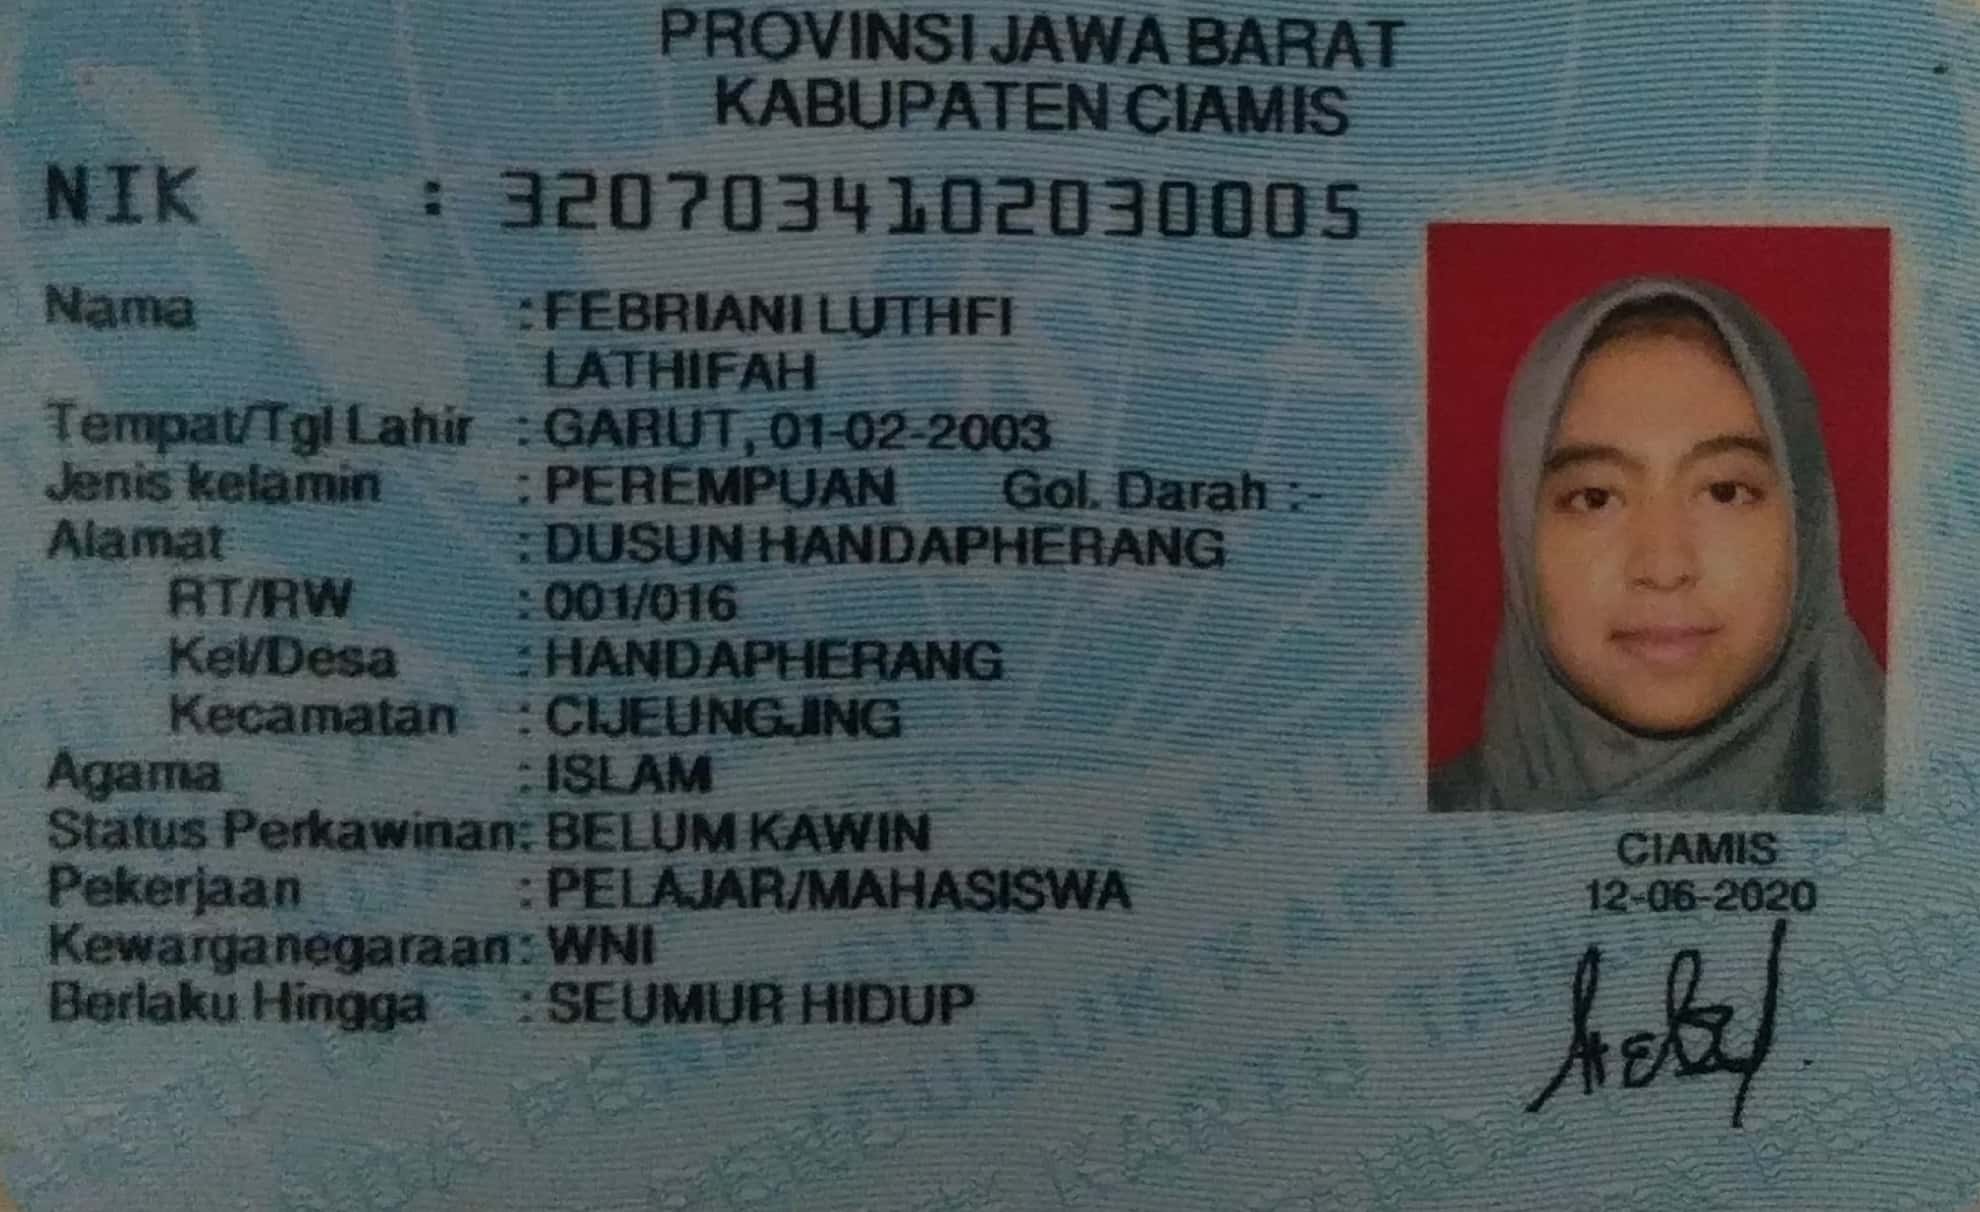 PROVINSI JAWA BARAT
KABUPATEN CIAMIS
NIK : 3207034102030005
Nama : FEBRIANI LUTHFI
LATHIFAH
Tempat/Tgl Lahir : GARUT, 01-02-2003
Jenis kelamin : PEREMPUAN Gol. Darah :-
Alamat : DUSUN HANDAPHERANG
RT/RW : 001/016
Kel/Desa : HANDAPHERANG
Kecamatan : CIJEUNGJING
Agama : ISLAM
Status Perkawinan: BELUM KAWIN
Pekerjaan : PELAJAR/MAHASISWA
Kewarganegaraan: WNI
Berlaku Hingga : SEUMUR HIDUP
CIAMIS
12-06-2020